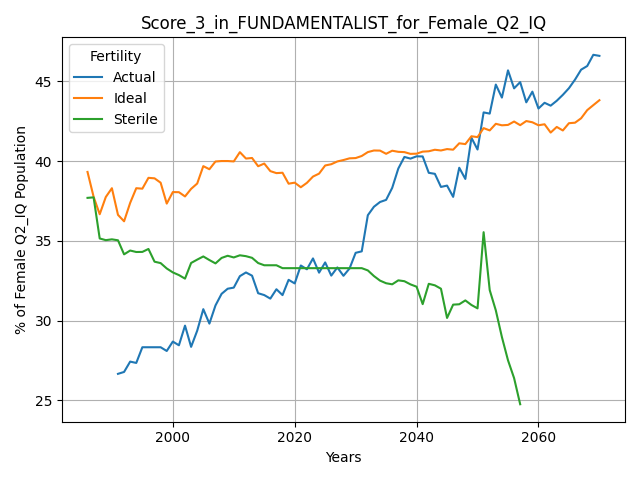 Score_3_in_FUNDAMENTALIST_for_Female_Q2_IQ
Fertility
Actual
Ideal
Sterile
% of Female Q2_IQ Population
45
40
35
30
25
2000
2020
2040
2060
Years